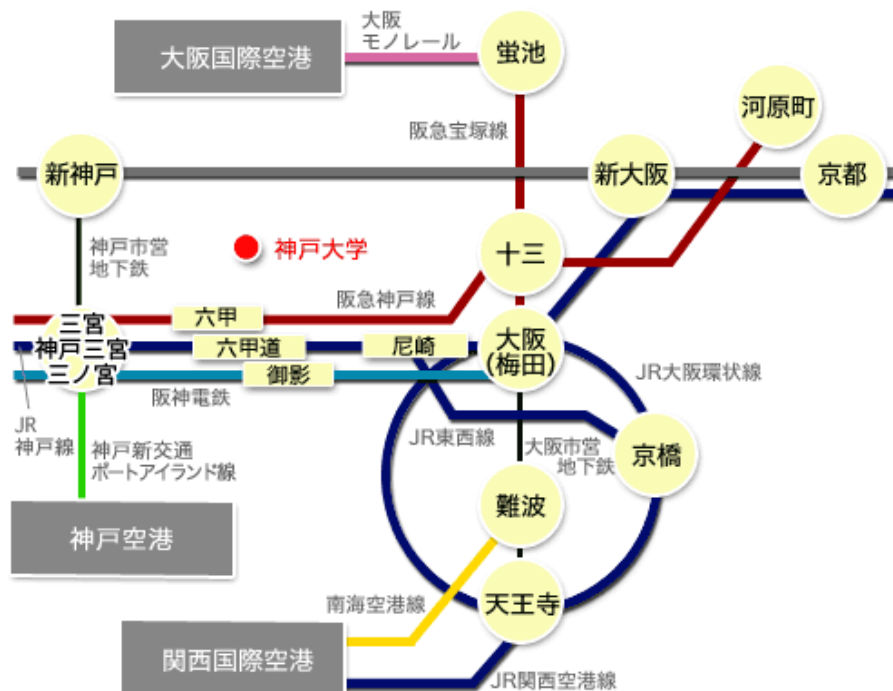 大阪
モノレール
大阪国際空港
蛍池
河原町
阪急宝塚線
新神戸
新大阪
京都
神戸市営
地下鉄
神戸大学
十三
阪急神戸線
六甲
三宮
神戸三宮
三ノ宮
六甲道
尼崎
大阪
(梅田)
御影
JR大阪環状線
阪神電鉄
JR
神戸線
神戸新交通
ポートアイランド線
JR東西線
大阪市営
地下鉄
京橋
難波
神戸空港
南海空港線
天王寺
関西国際空港
JR関西空港線